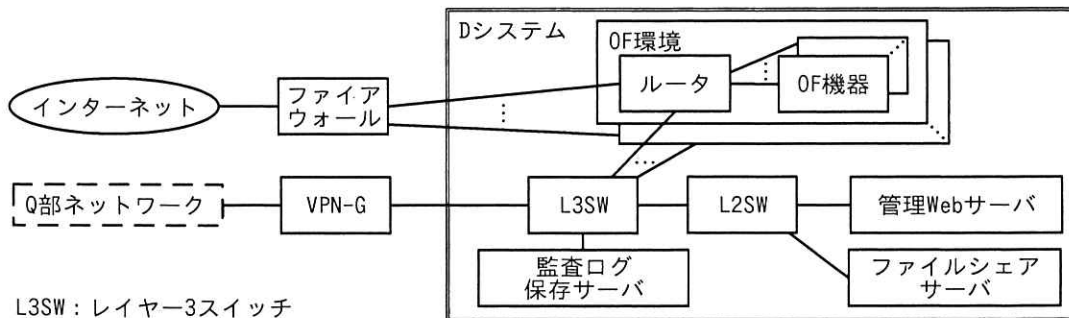 Dシステム
OF環境
ルータ
OF機器
インターネット
ファイア
ウォール
Q部ネットワーク
VPN-G
L3SW
L2SW
管理Webサーバ
監査ログ
保存サーバ
ファイルシェア
サーバ
L3SW：レイヤー3スイッチ